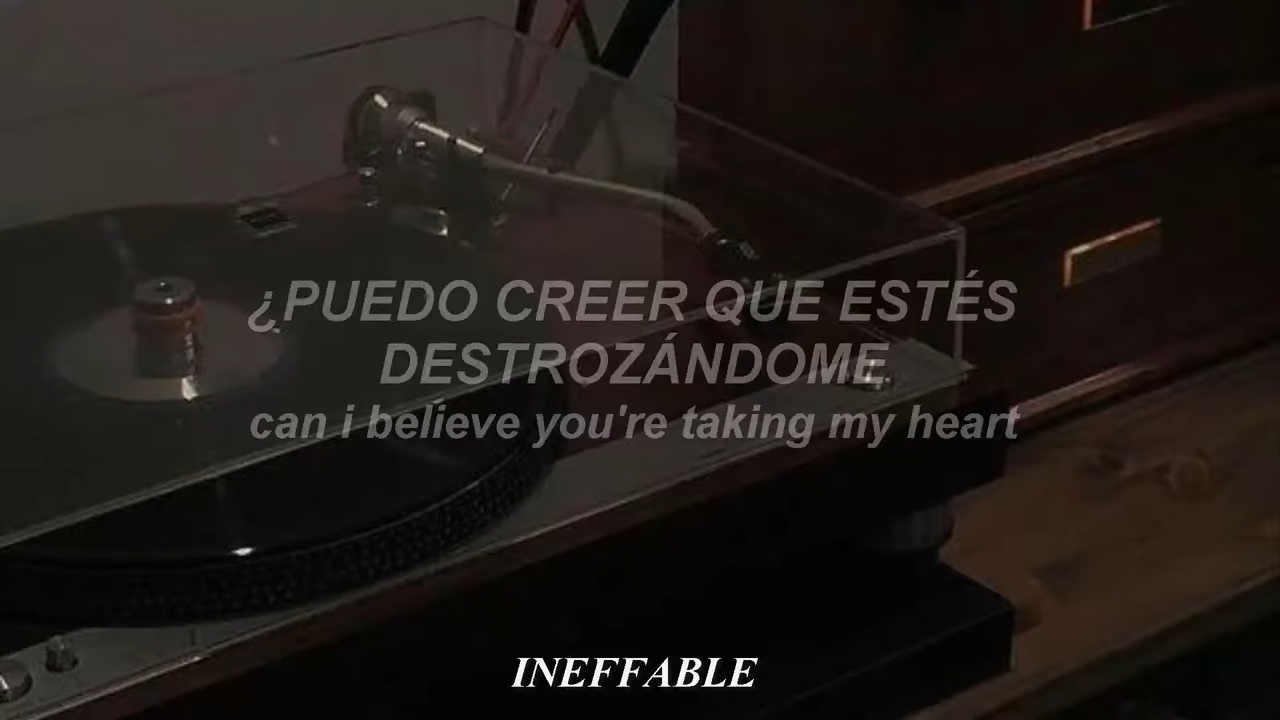 ¿PUEDO CREER QUE ESTÉS
DESTROZÁNDOME
can i believe you're taking my heart
INEFFABLE